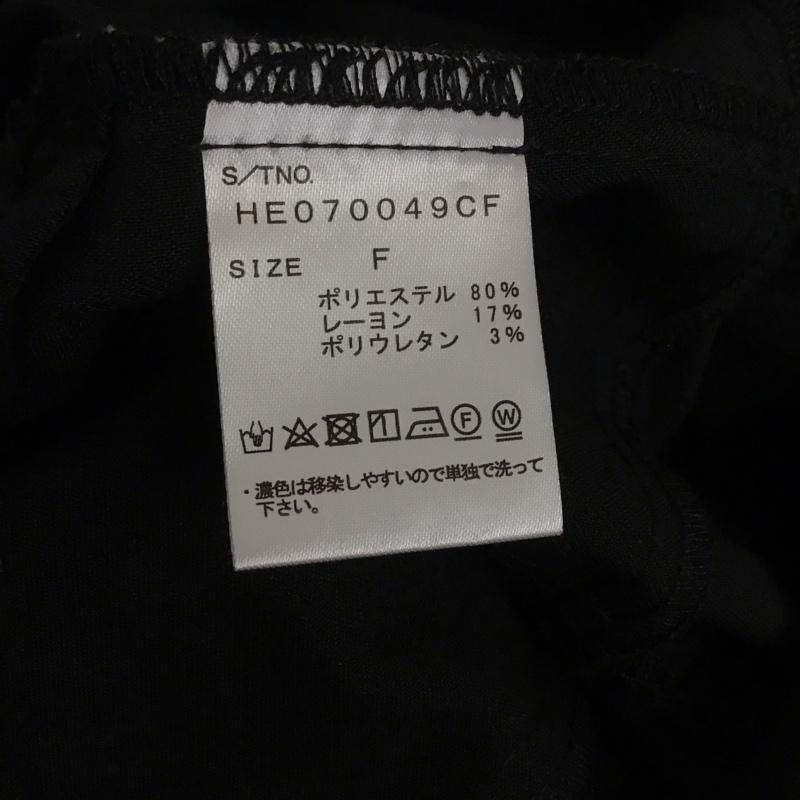 S/TNO.
HE070049CF
SIZE F
ポリエステル 80%
レーヨン 17%
ポリウレタン 3%
F W
・濃色は移染しやすいので単独で洗って
下さい。